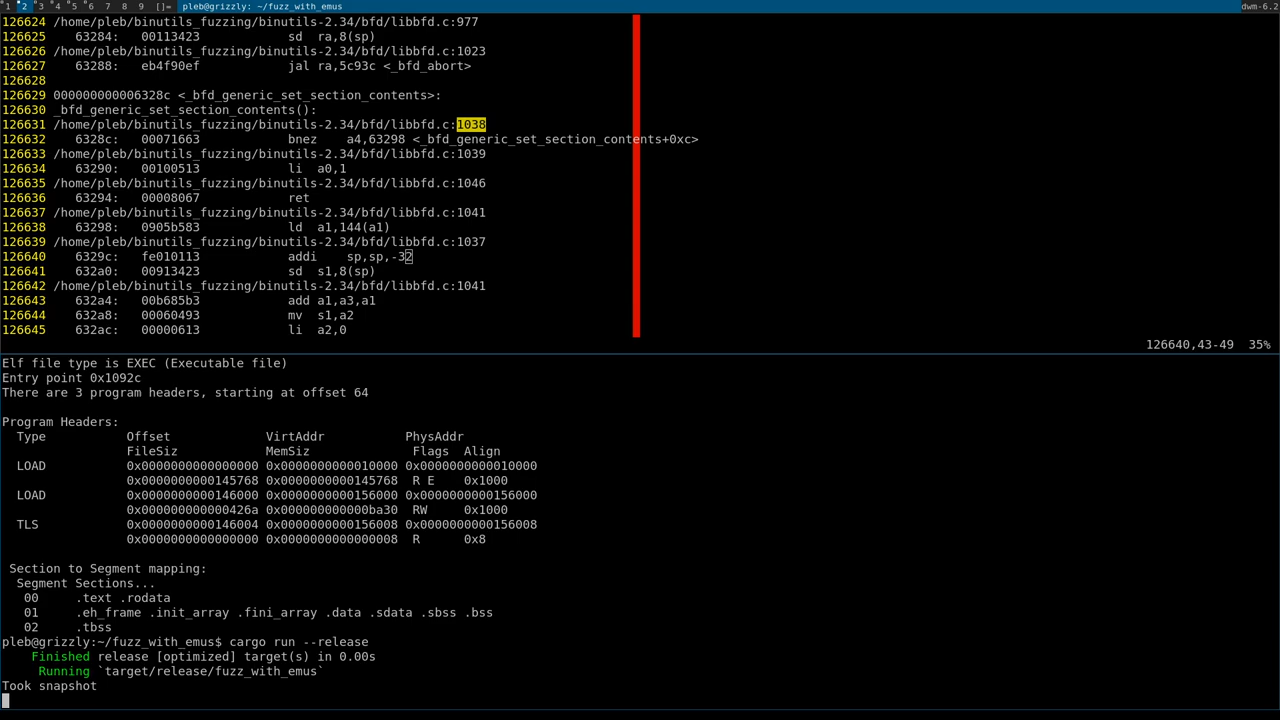 1 2 3 4 5 6 7 8 9 []= pleb@grizzly: ~/fuzz_with_emus dwm-6.2
126624 /home/pleb/binutils_fuzzing/binutils-2.34/bfd/libbfd.c:977
126625 63284: 00113423 sd ra,8(sp)
126626 /home/pleb/binutils_fuzzing/binutils-2.34/bfd/libbfd.c:1023
126627 63288: eb4f90ef jal ra,5c93c <_bfd_abort>
126628
126629 000000000006328c <_bfd_generic_set_section_contents>:
126630 _bfd_generic_set_section_contents():
126631 /home/pleb/binutils_fuzzing/binutils-2.34/bfd/libbfd.c:1038
126632 6328c: 00071663 bnez a4,63298 <_bfd_generic_set_section_contents+0xc>
126633 /home/pleb/binutils_fuzzing/binutils-2.34/bfd/libbfd.c:1039
126634 63290: 00100513 li a0,1
126635 /home/pleb/binutils_fuzzing/binutils-2.34/bfd/libbfd.c:1046
126636 63294: 00008067 ret
126637 /home/pleb/binutils_fuzzing/binutils-2.34/bfd/libbfd.c:1041
126638 63298: 0905b583 ld a1,144(a1)
126639 /home/pleb/binutils_fuzzing/binutils-2.34/bfd/libbfd.c:1037
126640 6329c: fe010113 addi sp,sp,-32
126641 632a0: 00913423 sd s1,8(sp)
126642 /home/pleb/binutils_fuzzing/binutils-2.34/bfd/libbfd.c:1041
126643 632a4: 00b685b3 add a1,a3,a1
126644 632a8: 00060493 mv s1,a2
126645 632ac: 00000613 li a2,0
126640,43-49 35%
Elf file type is EXEC (Executable file)
Entry point 0x1092c
There are 3 program headers, starting at offset 64
Program Headers:
Type Offset VirtAddr PhysAddr
FileSiz MemSiz Flags Align
LOAD 0x0000000000000000 0x0000000000010000 0x0000000000010000
0x0000000000145768 0x0000000000145768 R E 0x1000
LOAD 0x0000000000146000 0x0000000000156000 0x0000000000156000
0x000000000000426a 0x000000000000ba30 RW 0x1000
TLS 0x0000000000146004 0x0000000000156008 0x0000000000156008
0x0000000000000000 0x0000000000000008 R 0x8
Section to Segment mapping:
Segment Sections...
00 .text .rodata
01 .eh_frame .init_array .fini_array .data .sdata .sbss .bss
02 .tbss
pleb@grizzly:~/fuzz_with_emus$ cargo run --release
Finished release [optimized] target(s) in 0.00s
Running `target/release/fuzz_with_emus`
Took snapshot